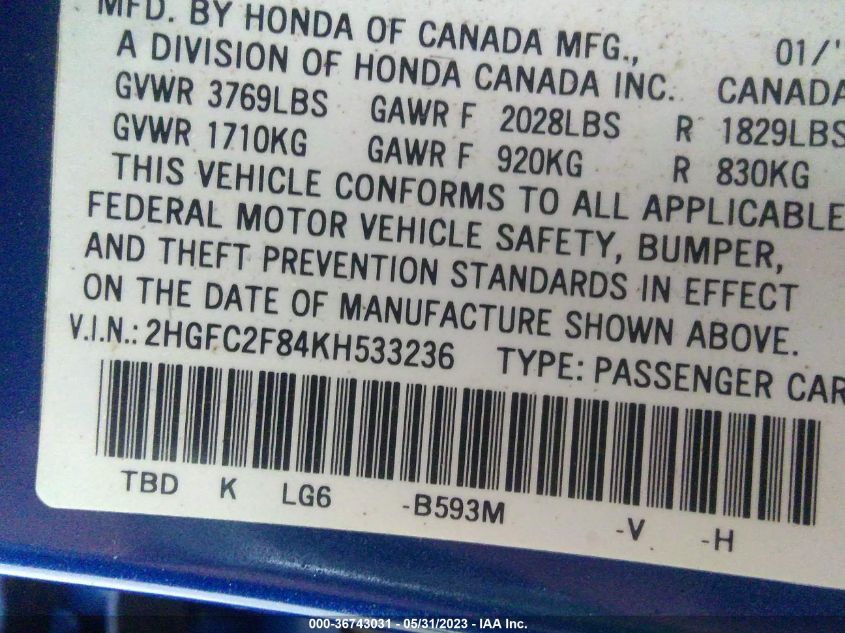 MFD. BY HONDA OF CANADA MFG., 01/'
A DIVISION OF HONDA CANADA INC. CANADA
GVWR 3769LBS GAWR F 2028LBS R 1829LBS
GVWR 1710KG GAWR F 920KG R 830KG
THIS VEHICLE CONFORMS TO ALL APPLICABLE
FEDERAL MOTOR VEHICLE SAFETY, BUMPER,
AND THEFT PREVENTION STANDARDS IN EFFECT
ON THE DATE OF MANUFACTURE SHOWN ABOVE.
V.I.N.: 2HGFC2F84KH533236 TYPE: PASSENGER CAR
TBD K LG6 -B593M -V -H
000-36743031 - 05/31/2023 - IAA Inc.